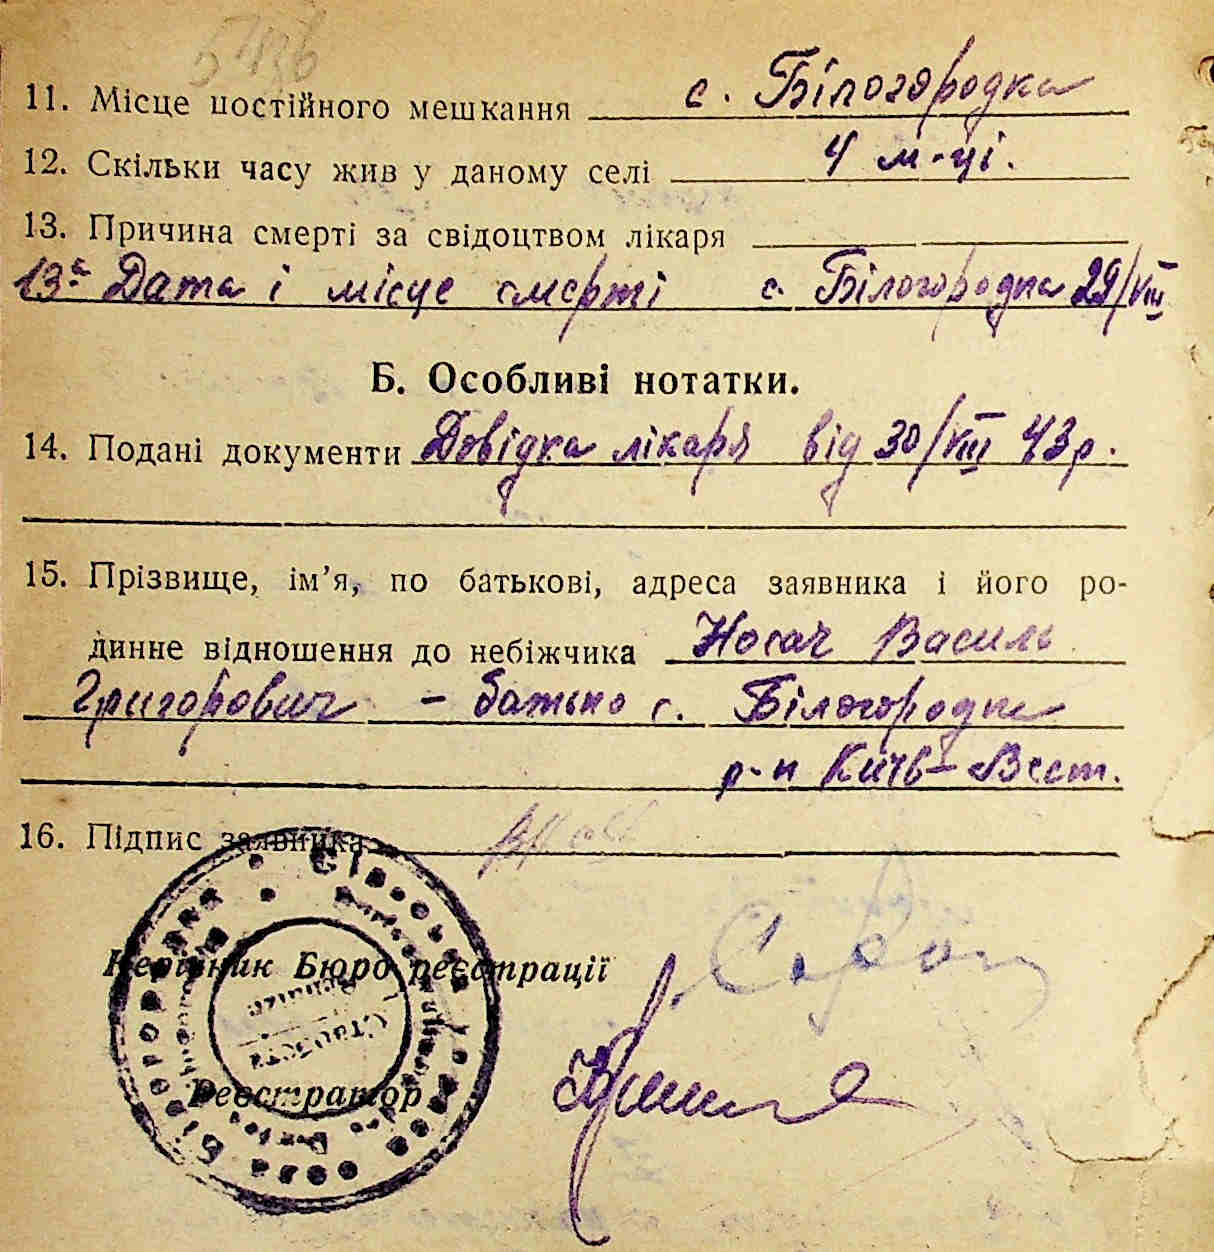 11. Місце постійного мешкання с. Білогородка
12. Скільки часу жив у даному селі 4 м-ці.
13. Причина смерті за свідоцтвом лікаря
13а Дата і місце смерті с. Білогородка 29/VIII
Б. Особливі нотатки.
14. Подані документи Довідка лікаря від 30/VIII 43 р.
15. Прізвище, ім’я, по батькові, адреса заявника і його ро-
динне відношення до небіжчика Носач Василь
Григорович - батько с. Білогородка
р-н Київ-Вест.
16. Підпис заявника
Керівник Бюро реєстрації
Реєстратор